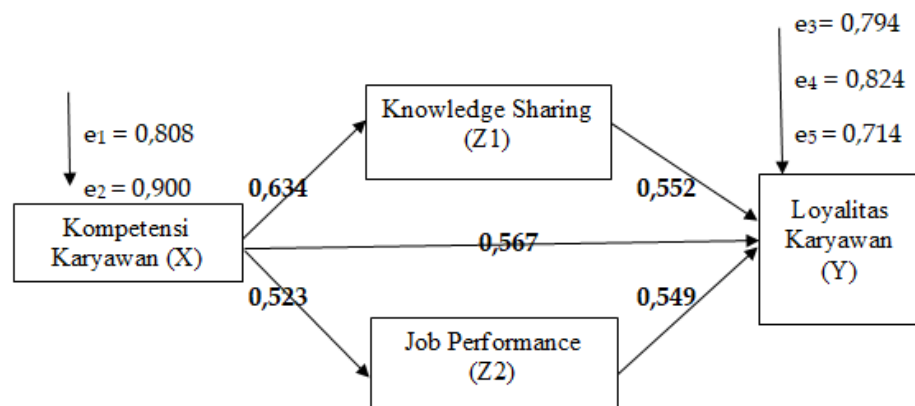 e3= 0,794
e4 = 0,824
e5 = 0,714
e1 = 0,808
e2 = 0,900
Knowledge Sharing
(Z1)
0,634
0,552
Kompetensi
Karyawan (X)
0,567
Loyalitas
Karyawan
(Y)
0,523
0,549
Job Performance
(Z2)